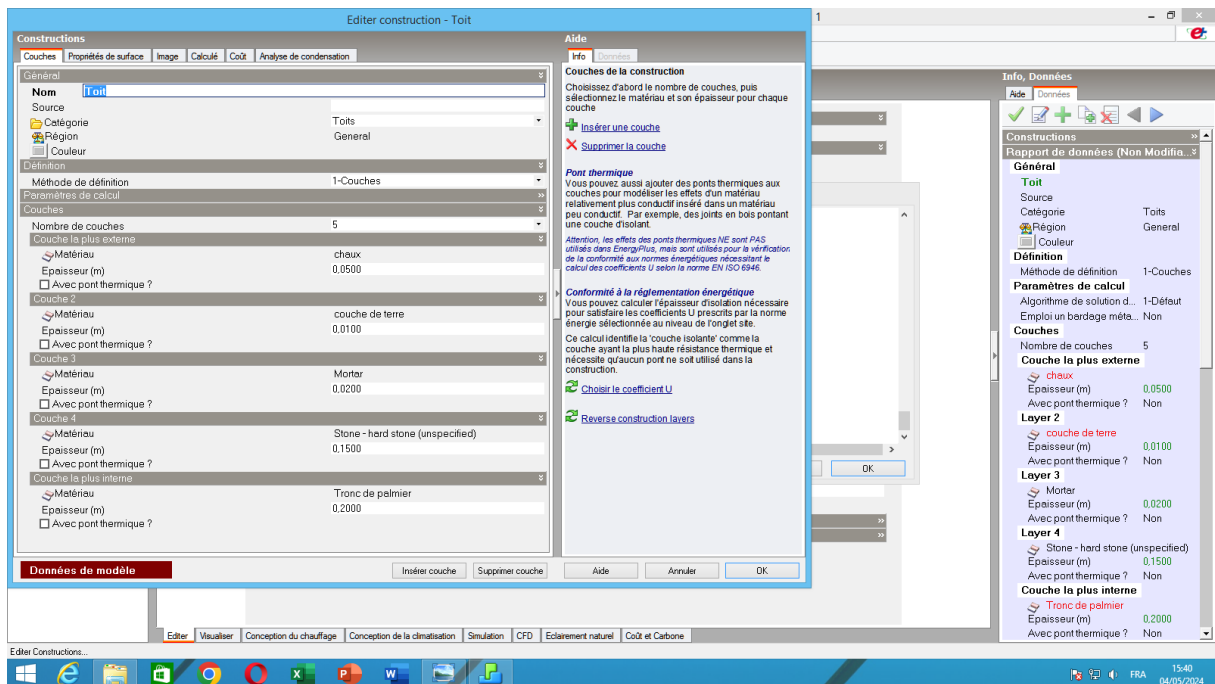 Editer construction - Toit
1
Constructions
Couches Propriétés de surface Image Calculé Coût Analyse de condensation
Général
Nom Toit
Source
Catégorie Toits
Région General
Couleur
Définition
Méthode de définition 1-Couches
Paramètres de calcul
Couches
Nombre de couches 5
Couche la plus externe
Matériau chaux
Epaisseur (m) 0,0500
Avec pont thermique ?
Couche 2
Matériau couche de terre
Epaisseur (m) 0,0100
Avec pont thermique ?
Couche 3
Matériau Mortar
Epaisseur (m) 0,0200
Avec pont thermique ?
Couche 4
Matériau Stone - hard stone (unspecified)
Epaisseur (m) 0,1500
Avec pont thermique ?
Couche la plus interne
Matériau Tronc de palmier
Epaisseur (m) 0,2000
Avec pont thermique ?
Données de modèle
Insérer couche Supprimer couche Aide Annuler OK
Aide
Info Données
Couches de la construction
Choisissez d'abord le nombre de couches, puis
sélectionnez le matériau et son épaisseur pour chaque
couche
Insérer une couche
Supprimer la couche
Pont thermique
Vous pouvez aussi ajouter des ponts thermiques aux
couches pour modéliser les effets d'un matériau
relativement plus conductif inséré dans un matériau
peu conductif. Par exemple, des joints en bois pontant
une couche d'isolant.
Attention, les effets des ponts thermiques NE sont PAS
utilisés dans EnergyPlus, mais sont utilisés pour la vérification
de la conformité aux normes énergétiques nécessitant le
calcul des coefficients U selon la norme EN ISO 6946.
Conformité à la réglementation énergétique
Vous pouvez calculer l'épaisseur d'isolation nécessaire
pour satisfaire les coefficients U prescrits par la norme
énergie sélectionnée au niveau de l'onglet site.
Ce calcul identifie la 'couche isolante' comme la
couche ayant la plus haute résistance thermique et
nécessite qu'aucun pont ne soit utilisé dans la
construction.
Choisir le coefficient U
Reverse construction layers
OK
Info, Données
Aide Données
Constructions
Rapport de données (Non Modifia...
Général
Toit
Source
Catégorie Toits
Région General
Couleur
Définition
Méthode de définition 1-Couches
Paramètres de calcul
Algorithme de solution d... 1-Défaut
Emploi un bardage méta... Non
Couches
Nombre de couches 5
Couche la plus externe
chaux
Epaisseur (m) 0,0500
Avec pont thermique ? Non
Layer 2
couche de terre
Epaisseur (m) 0,0100
Avec pont thermique ? Non
Layer 3
Mortar
Epaisseur (m) 0,0200
Avec pont thermique ? Non
Layer 4
Stone - hard stone (unspecified)
Epaisseur (m) 0,1500
Avec pont thermique ? Non
Couche la plus interne
Tronc de palmier
Epaisseur (m) 0,2000
Avec pont thermique ? Non
Editer Visualiser Conception du chauffage Conception de la climatisation Simulation CFD Eclairement naturel Coût et Carbone
Editer Constructions...
FRA 15:40
04/05/2024